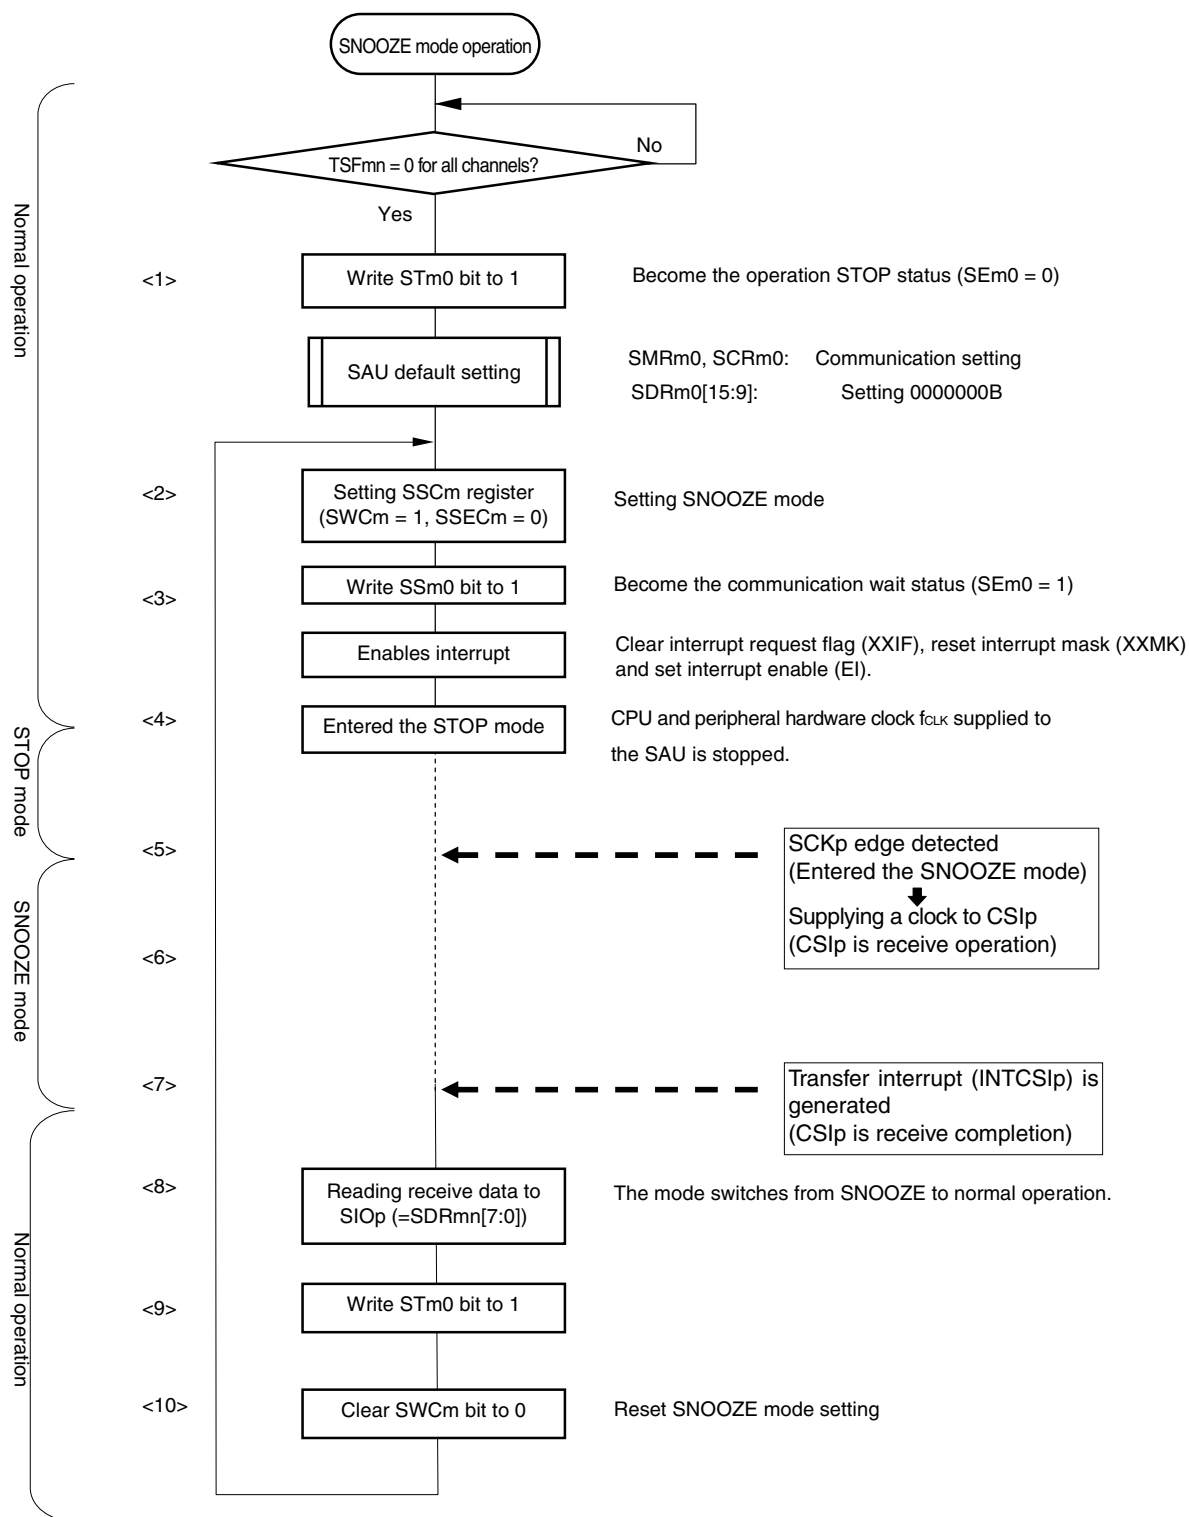 SNOOZE mode operation
TSFmn = 0 for all channels?
No
Yes
Normal operation
<1>
Write STm0 bit to 1
Become the operation STOP status (SEm0 = 0)
SAU default setting
SMRm0, SCRm0: Communication setting
SDRm0[15:9]: Setting 0000000B
<2>
Setting SSCm register
(SWCm = 1, SSECm = 0)
Setting SNOOZE mode
<3>
Write SSm0 bit to 1
Become the communication wait status (SEm0 = 1)
Enables interrupt
Clear interrupt request flag (XXIF), reset interrupt mask (XXMK)
and set interrupt enable (EI).
<4>
Entered the STOP mode
CPU and peripheral hardware clock fCLK supplied to
the SAU is stopped.
STOP mode
<5>
SCKp edge detected
(Entered the SNOOZE mode)
Supplying a clock to CSIp
(CSIp is receive operation)
SNOOZE mode
<6>
<7>
Transfer interrupt (INTCSIp) is
generated
(CSIp is receive completion)
<8>
Reading receive data to
SIOp (=SDRmn[7:0])
The mode switches from SNOOZE to normal operation.
Normal operation
<9>
Write STm0 bit to 1
<10>
Clear SWCm bit to 0
Reset SNOOZE mode setting